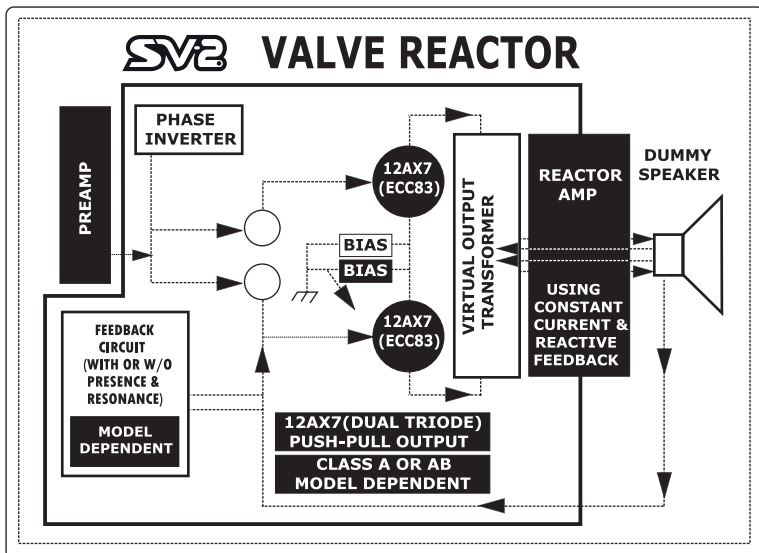 SV-2 VALVE REACTOR
PREAMP
PHASE
INVERTER
12AX7
(ECC83)
BIAS
BIAS
12AX7
(ECC83)
VIRTUAL OUTPUT
TRANSFORMER
REACTOR
AMP
USING
CONSTANT
CURRENT &
REACTIVE
FEEDBACK
DUMMY
SPEAKER
FEEDBACK
CIRCUIT
(WITH OR W/O
PRESENCE &
RESONANCE)
MODEL
DEPENDENT
12AX7(DUAL TRIODE)
PUSH-PULL OUTPUT
CLASS A OR AB
MODEL DEPENDENT